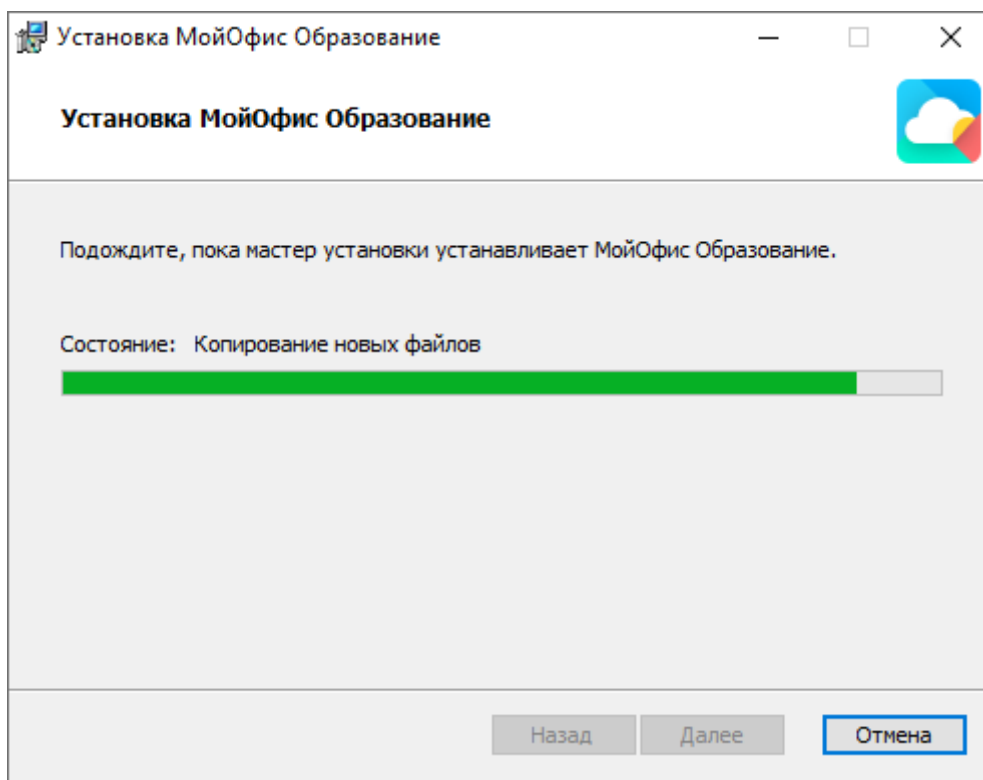 Установка МойОфис Образование
Установка МойОфис Образование
Подождите, пока мастер установки устанавливает МойОфис Образование.
Состояние: Копирование новых файлов
Назад Далее Отмена